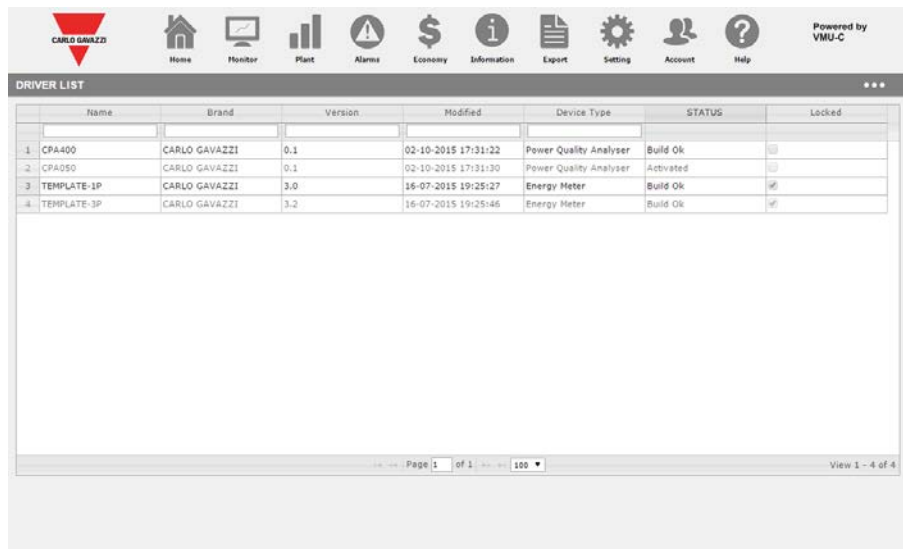 CARLO GAVAZZI
Home Monitor Plant Alarms Economy Information Export Setting Account Help
Powered by
VMU-C
DRIVER LIST
Name Brand Version Modified Device Type STATUS Locked
1 CPA400 CARLO GAVAZZI 0.1 02-10-2015 17:31:22 Power Quality Analyser Build Ok
2 CPA050 CARLO GAVAZZI 0.1 02-10-2015 17:31:30 Power Quality Analyser Activated
3 TEMPLATE-1P CARLO GAVAZZI 3.0 16-07-2015 19:25:27 Energy Meter Build Ok
4 TEMPLATE-3P CARLO GAVAZZI 3.2 16-07-2015 19:25:46 Energy Meter Build Ok
Page 1 of 1 100 View 1 - 4 of 4